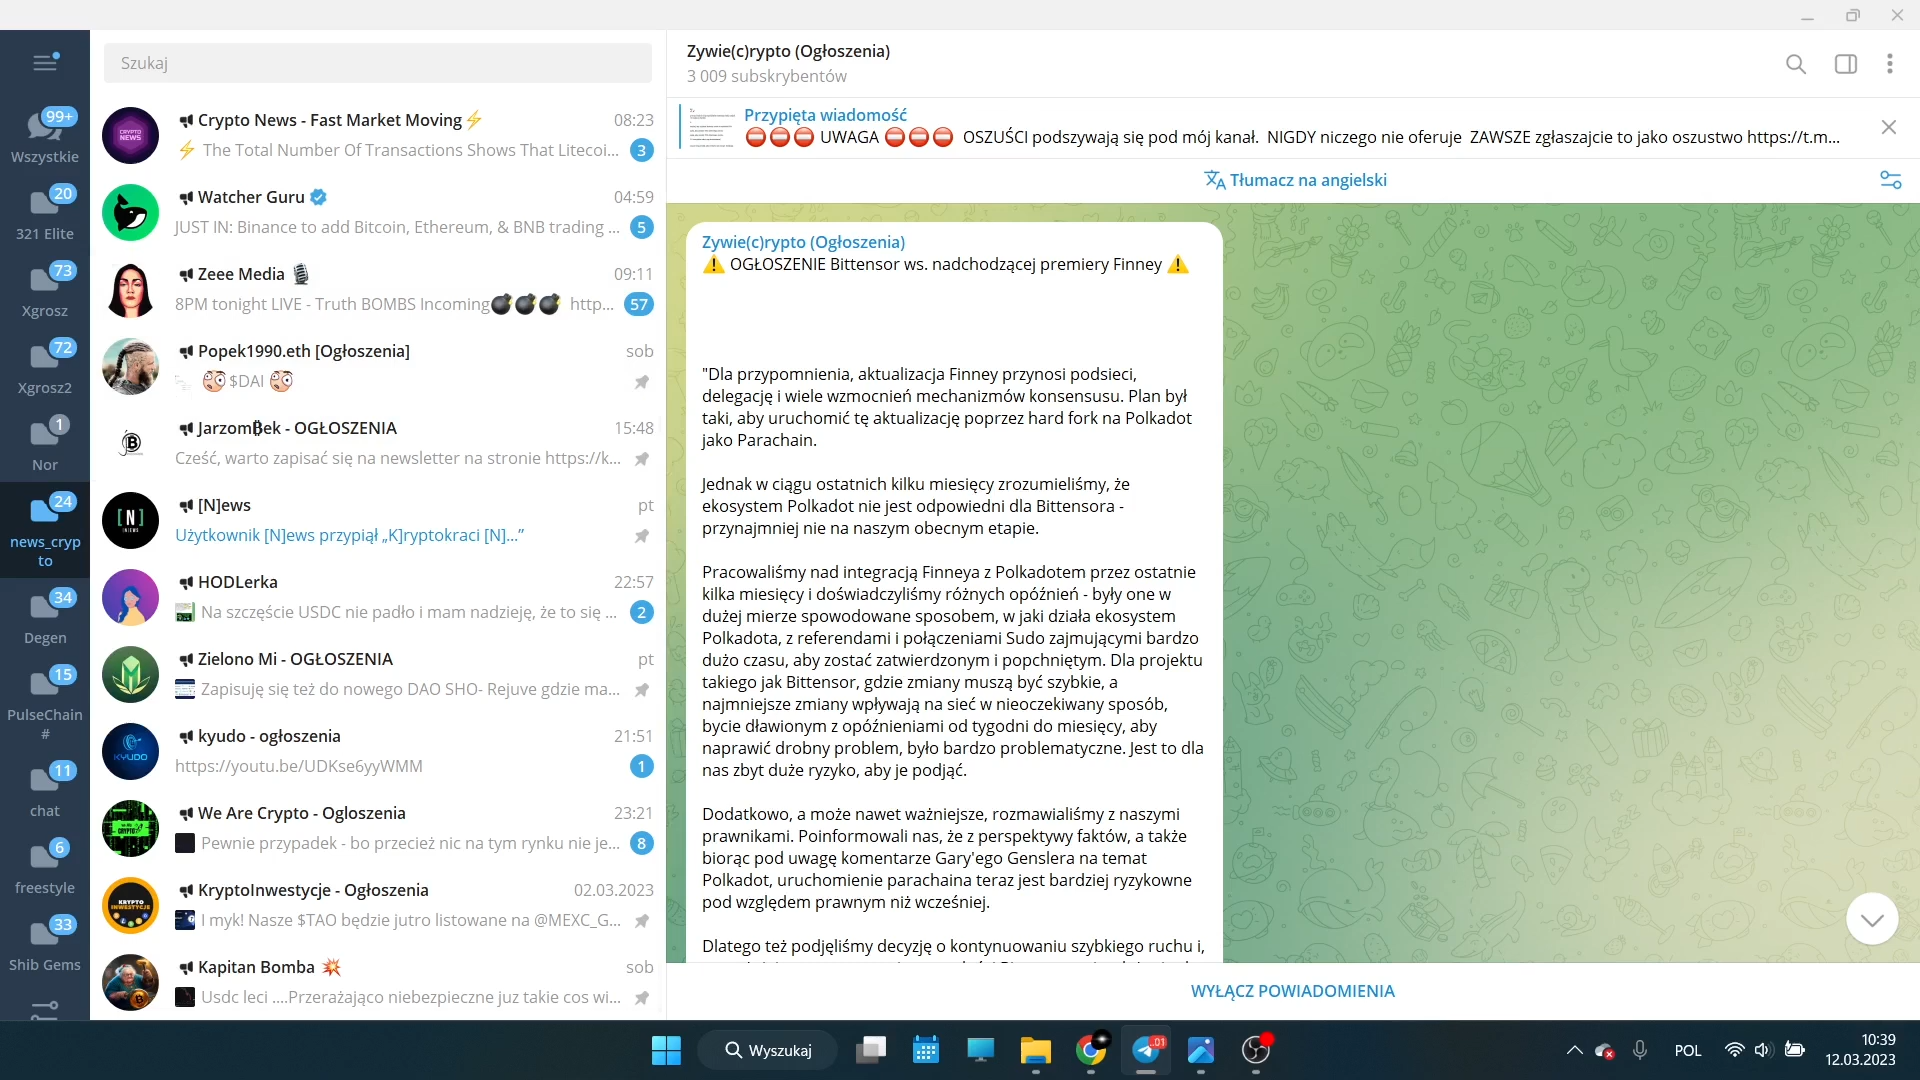 Szukaj
99+
Wszystkie
20
321 Elite
73
Xgrosz
72
Xgrosz2
1
Nor
24
news_cryp
to
34
Degen
15
PulseChain
#
11
chat
6
freestyle
33
Shib Gems
CRYPTO
NEWS
Crypto News - Fast Market Moving⚡ 08:23
⚡ The Total Number Of Transactions Shows That Litecoi... 3
Watcher Guru 04:59
JUST IN: Binance to add Bitcoin, Ethereum, & BNB trading ... 5
Zeee Media 🎙 09:11
8PM tonight LIVE - Truth BOMBS Incoming💣💣💣 http... 57
Popek1990.eth [Ogłoszenia] sob
$DAI
Jarzom₿ek - OGŁOSZENIA 15:48
Cześć, warto zapisać się na newsletter na stronie https://k...
[N]
[N]ews pt
Użytkownik [N]ews przypiął „K]ryptokraci [N]...”
HODLerka 22:57
Na szczęście USDC nie padło i mam nadzieję, że to się ... 2
Zielono Mi - OGŁOSZENIA pt
Zapisuję się też do nowego DAO SHO- Rejuve gdzie ma...
KYUDO
kyudo - ogłoszenia 21:51
https://youtu.be/UDKse6yyWMM 1
We Are Crypto - Ogloszenia 23:21
Pewnie przypadek - bo przecież nic na tym rynku nie je... 8
KRYPTO
INWESTYCJE
KryptoInwestycje - Ogłoszenia 02.03.2023
I myk! Nasze $TAO będzie jutro listowane na @MEXC_G...
Kapitan Bomba 💥 sob
Usdc leci ....Przerażająco niebezpieczne juz takie cos wi...
Zywie(c)rypto (Ogłoszenia)
3 009 subskrybentów
Przypięta wiadomość
⛔⛔⛔ UWAGA ⛔⛔⛔ OSZUŚCI podszywają się pod mój kanał. NIGDY niczego nie oferuje ZAWSZE zgłaszajcie to jako oszustwo https://t.m...
Tłumacz na angielski
Zywie(c)rypto (Ogłoszenia)
⚠ OGŁOSZENIE Bittensor ws. nadchodzącej premiery Finney ⚠
"Dla przypomnienia, aktualizacja Finney przynosi podsieci,
delegację i wiele wzmocnień mechanizmów konsensusu. Plan był
taki, aby uruchomić tę aktualizację poprzez hard fork na Polkadot
jako Parachain.
Jednak w ciągu ostatnich kilku miesięcy zrozumieliśmy, że
ekosystem Polkadot nie jest odpowiedni dla Bittensora -
przynajmniej nie na naszym obecnym etapie.
Pracowaliśmy nad integracją Finneya z Polkadotem przez ostatnie
kilka miesięcy i doświadczyliśmy różnych opóźnień - były one w
dużej mierze spowodowane sposobem, w jaki działa ekosystem
Polkadota, z referendami i połączeniami Sudo zajmującymi bardzo
dużo czasu, aby zostać zatwierdzonym i popchniętym. Dla projektu
takiego jak Bittensor, gdzie zmiany muszą być szybkie, a
najmniejsze zmiany wpływają na sieć w nieoczekiwany sposób,
bycie dławionym z opóźnieniami od tygodni do miesięcy, aby
naprawić drobny problem, było bardzo problematyczne. Jest to dla
nas zbyt duże ryzyko, aby je podjąć.
Dodatkowo, a może nawet ważniejsze, rozmawialiśmy z naszymi
prawnikami. Poinformowali nas, że z perspektywy faktów, a także
biorąc pod uwagę komentarze Gary'ego Genslera na temat
Polkadot, uruchomienie parachaina teraz jest bardziej ryzykowne
pod względem prawnym niż wcześniej.
Dlatego też podjęliśmy decyzję o kontynuowaniu szybkiego ruchu i,
WYŁĄCZ POWIADOMIENIA
Wyszukaj
..01
POL
10:39
12.03.2023